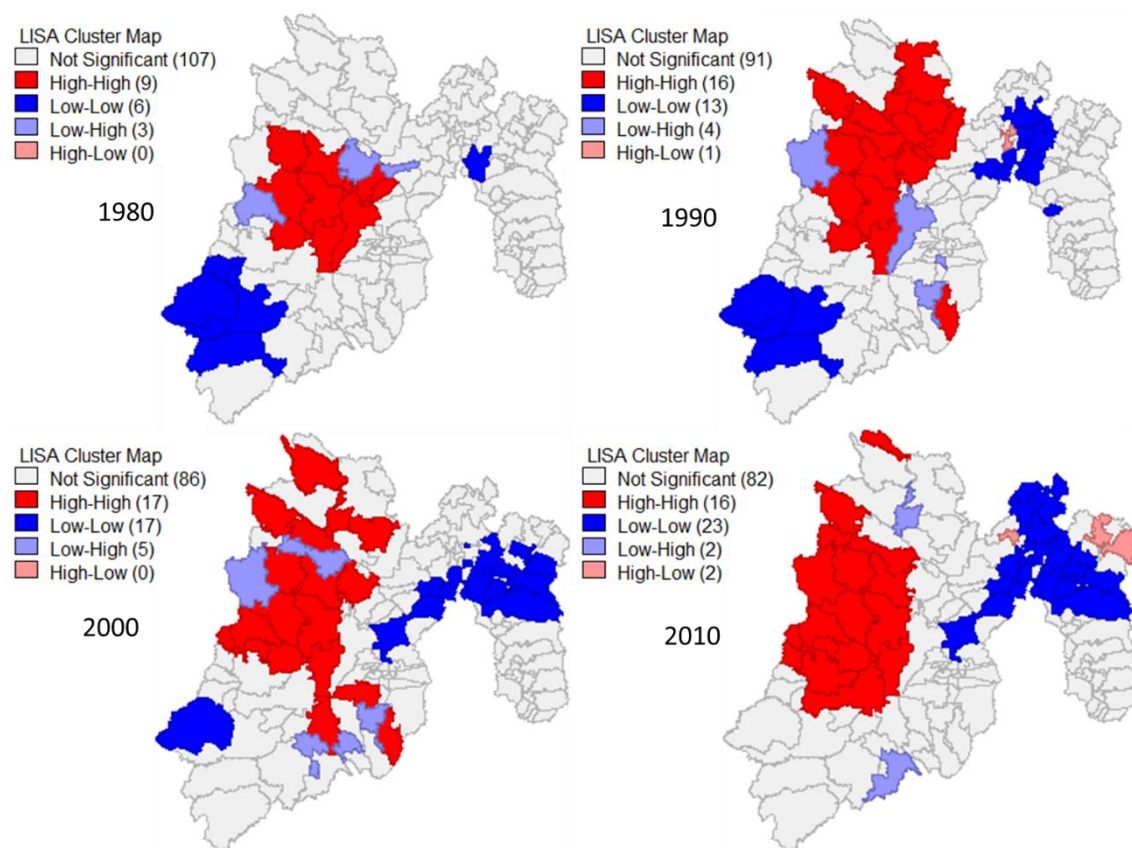 LISA Cluster Map
Not Significant (107)
High-High (9)
Low-Low (6)
Low-High (3)
High-Low (0)
1980
LISA Cluster Map
Not Significant (91)
High-High (16)
Low-Low (13)
Low-High (4)
High-Low (1)
1990
LISA Cluster Map
Not Significant (86)
High-High (17)
Low-Low (17)
Low-High (5)
High-Low (0)
2000
LISA Cluster Map
Not Significant (82)
High-High (16)
Low-Low (23)
Low-High (2)
High-Low (2)
2010